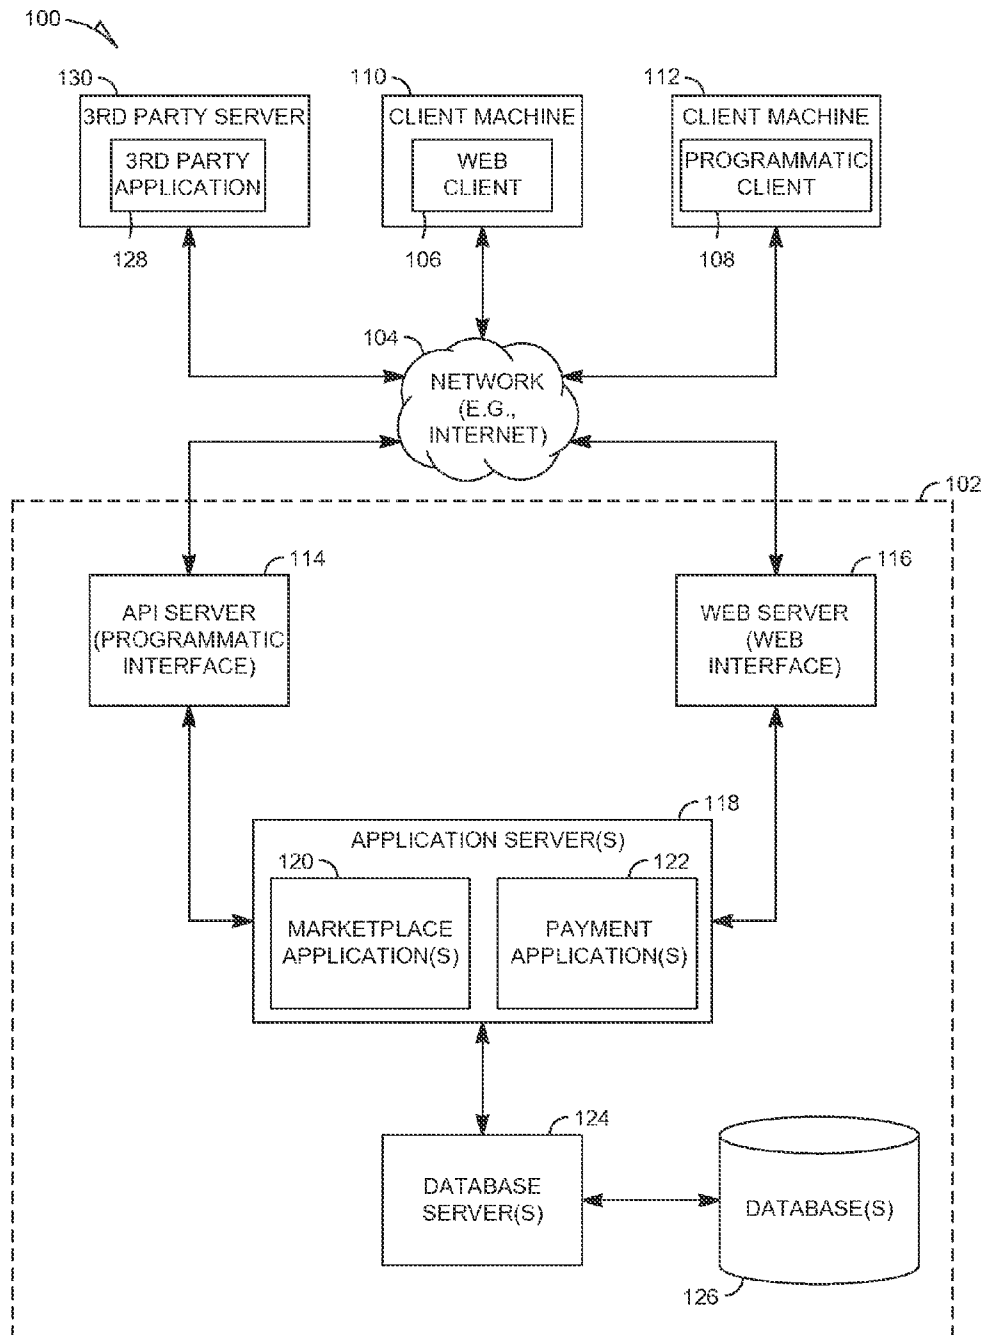 100
130
110
112
3RD PARTY SERVER
CLIENT MACHINE
CLIENT MACHINE
3RD PARTY
APPLICATION
WEB
CLIENT
PROGRAMMATIC
CLIENT
128
106
108
104
NETWORK
(E.G.,
INTERNET)
102
114
116
API SERVER
(PROGRAMMATIC
INTERFACE)
WEB SERVER
(WEB
INTERFACE)
118
APPLICATION SERVER(S)
120
122
MARKETPLACE
APPLICATION(S)
PAYMENT
APPLICATION(S)
124
DATABASE
SERVER(S)
DATABASE(S)
126